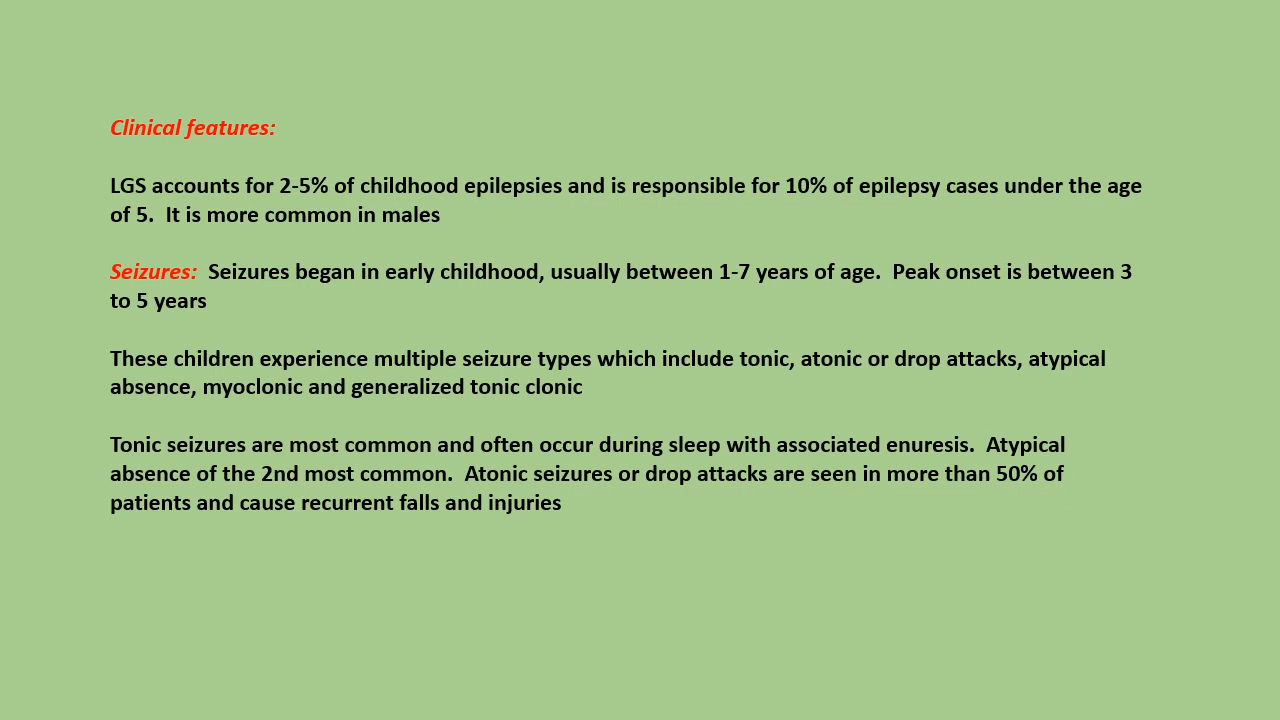 Clinical features:
LGS accounts for 2-5% of childhood epilepsies and is responsible for 10% of epilepsy cases under the age
of 5.  It is more common in males
Seizures:  Seizures began in early childhood, usually between 1-7 years of age.  Peak onset is between 3
to 5 years
These children experience multiple seizure types which include tonic, atonic or drop attacks, atypical
absence, myoclonic and generalized tonic clonic
Tonic seizures are most common and often occur during sleep with associated enuresis.  Atypical
absence of the 2nd most common.  Atonic seizures or drop attacks are seen in more than 50% of
patients and cause recurrent falls and injuries